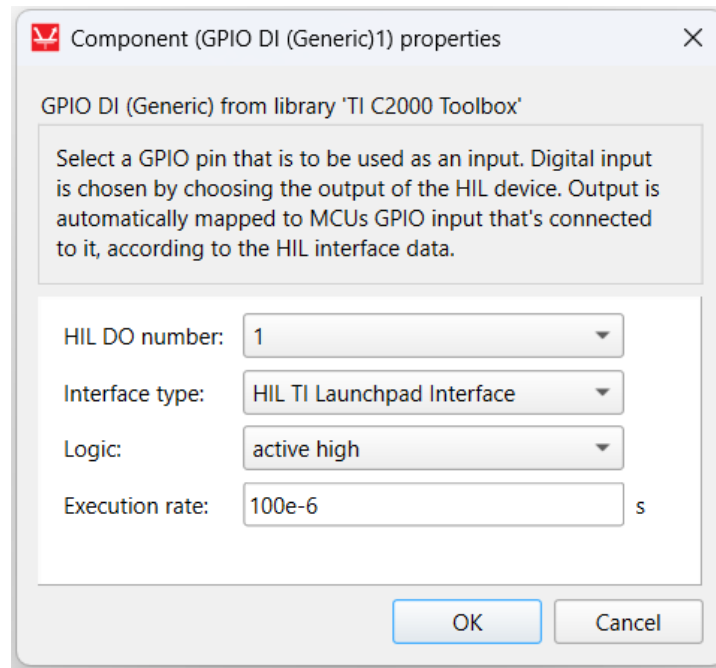 Component (GPIO DI (Generic)1) properties
GPIO DI (Generic) from library 'TI C2000 Toolbox'
Select a GPIO pin that is to be used as an input. Digital input
is chosen by choosing the output of the HIL device. Output is
automatically mapped to MCUs GPIO input that's connected
to it, according to the HIL interface data.
HIL DO number: 1
Interface type: HIL TI Launchpad Interface
Logic: active high
Execution rate: 100e-6 s
OK Cancel